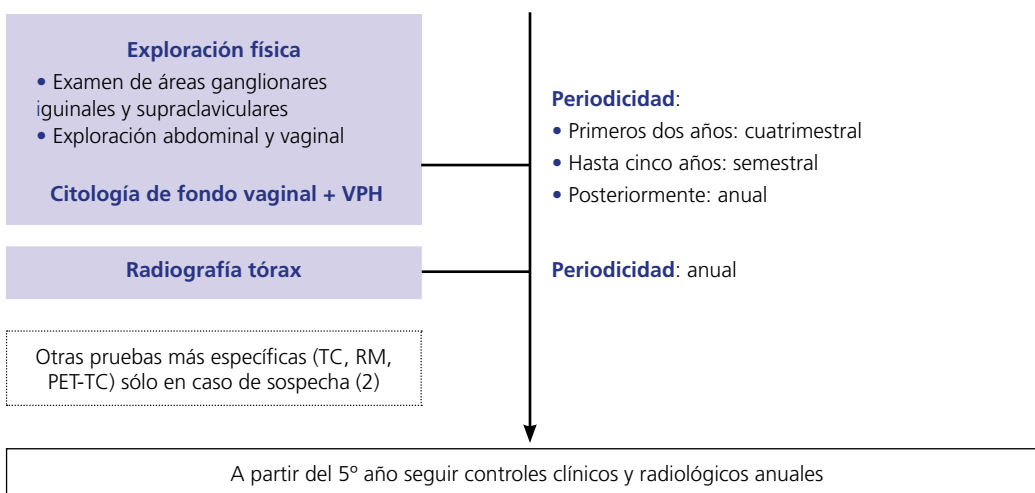 Exploración física
• Examen de áreas ganglionares
iguinales y supraclaviculares
• Exploración abdominal y vaginal
Citología de fondo vaginal + VPH
Periodicidad:
• Primeros dos años: cuatrimestral
• Hasta cinco años: semestral
• Posteriormente: anual
Radiografía tórax
Periodicidad: anual
Otras pruebas más específicas (TC, RM,
PET-TC) sólo en caso de sospecha (2)
A partir del 5º año seguir controles clínicos y radiológicos anuales